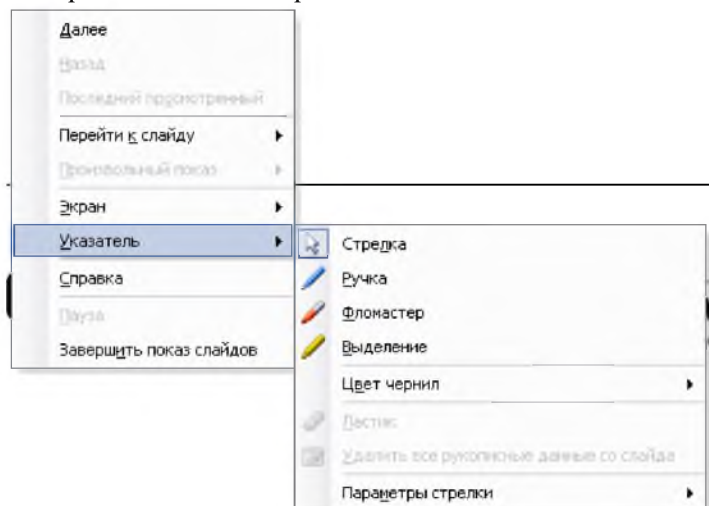 Далее
Назад
Последний просмотренный
Перейти к слайду
Произвольный показ
Экран
Указатель
Справка
Пауза
Завершить показ слайдов
Стрелка
Ручка
Фломастер
Выделение
Цвет чернил
Ластик
Удалить все рукописные данные со слайда
Параметры стрелки